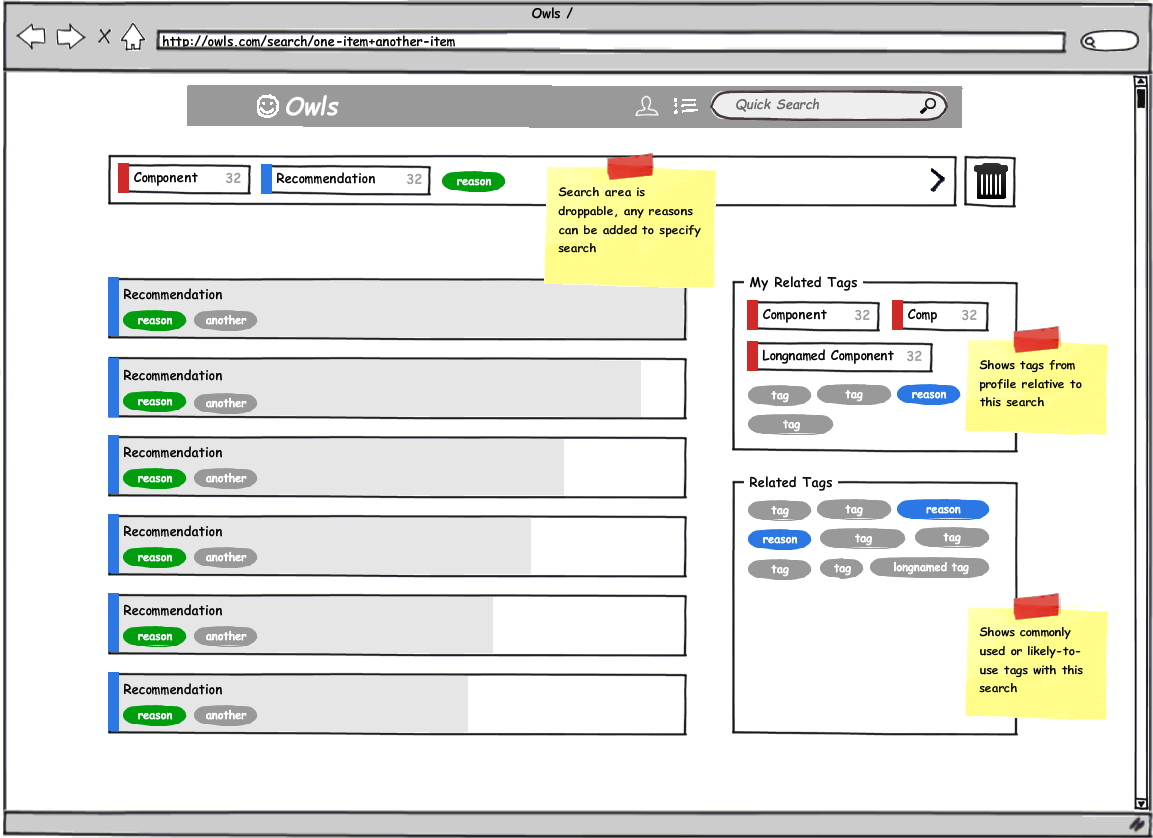 Owls /
http://owls.com/search/one-item+another-item
Owls
Quick Search
Component 32
Recommendation 32
reason
Search area is
droppable, any reasons
can be added to specify
search
Recommendation
reason another
Recommendation
reason another
Recommendation
reason another
Recommendation
reason another
Recommendation
reason another
Recommendation
reason another
My Related Tags
Component 32 Comp 32
Longnamed Component 32
tag tag reason
tag
Shows tags from
profile relative to
this search
Related Tags
tag tag reason
reason tag tag
tag tag longnamed tag
Shows commonly
used or likely-to-
use tags with this
search